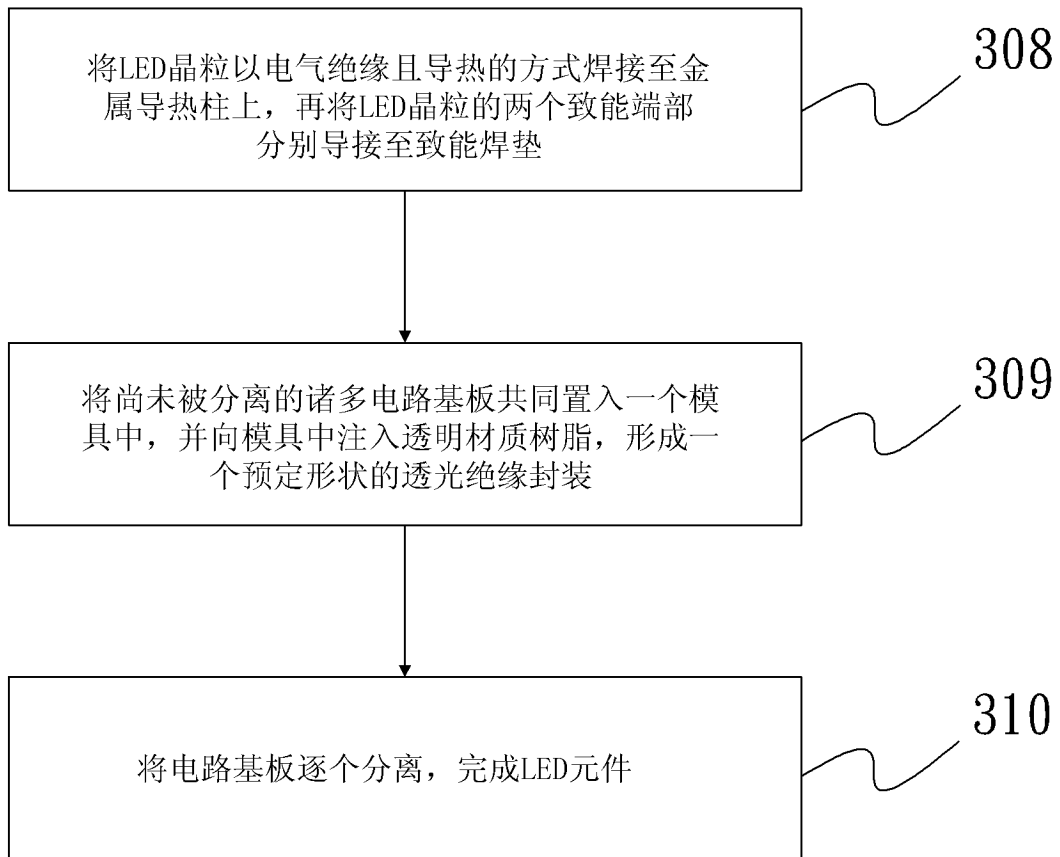 将LED晶粒以电气绝缘且导热的方式焊接至金
属导热柱上，再将LED晶粒的两个致能端部
分别导接至致能焊垫
308
将尚未被分离的诸多电路基板共同置入一个模
具中，并向模具中注入透明材质树脂，形成一
个预定形状的透光绝缘封装
309
将电路基板逐个分离，完成LED元件
310